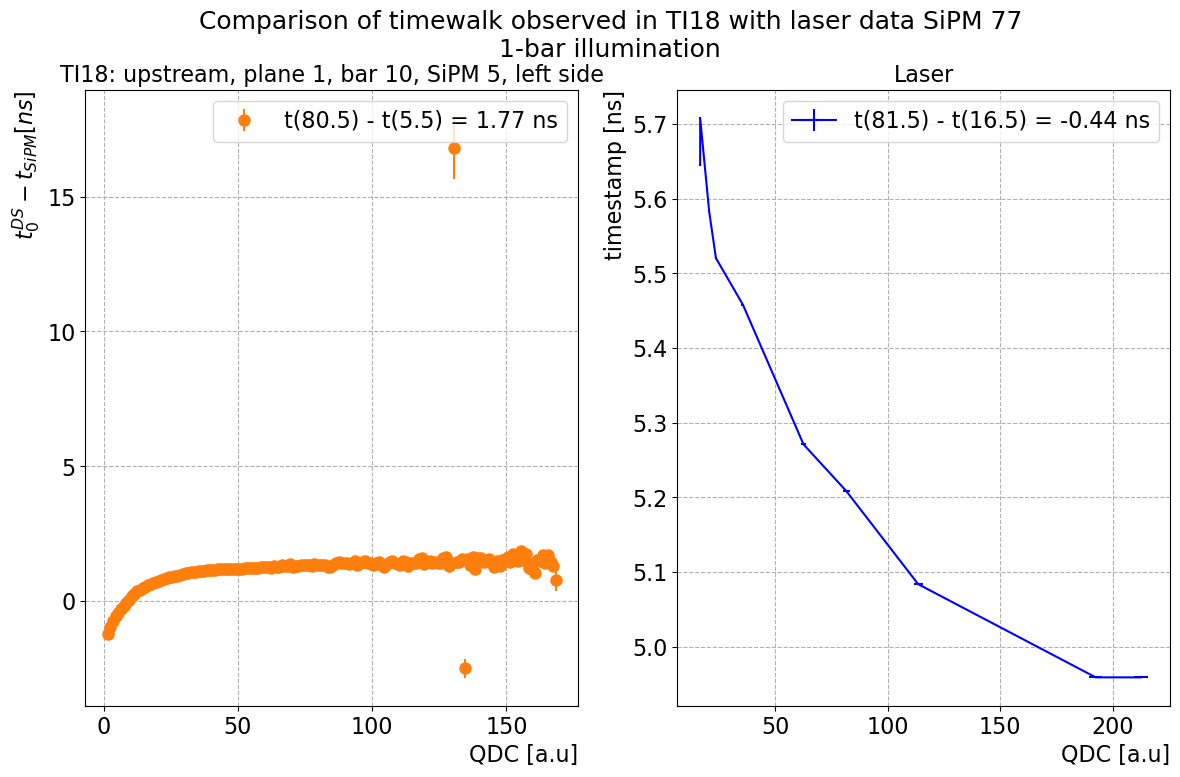 Comparison of timewalk observed in TI18 with laser data SiPM 77
1-bar illumination
TI18: upstream, plane 1, bar 10, SiPM 5, left side
t(80.5) - t(5.5) = 1.77 ns
t_0^{DS} − t_{SiPM}[ns]
15
10
5
0
0 50 100 150
QDC [a.u]
Laser
t(81.5) - t(16.5) = -0.44 ns
timestamp [ns]
5.7
5.6
5.5
5.4
5.3
5.2
5.1
5.0
50 100 150 200
QDC [a.u]